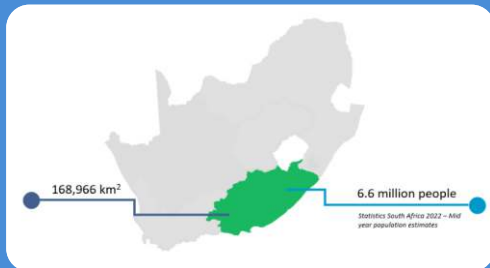 168,966 km²
6.6 million people
Statistics South Africa 2022 – Mid
year population estimates